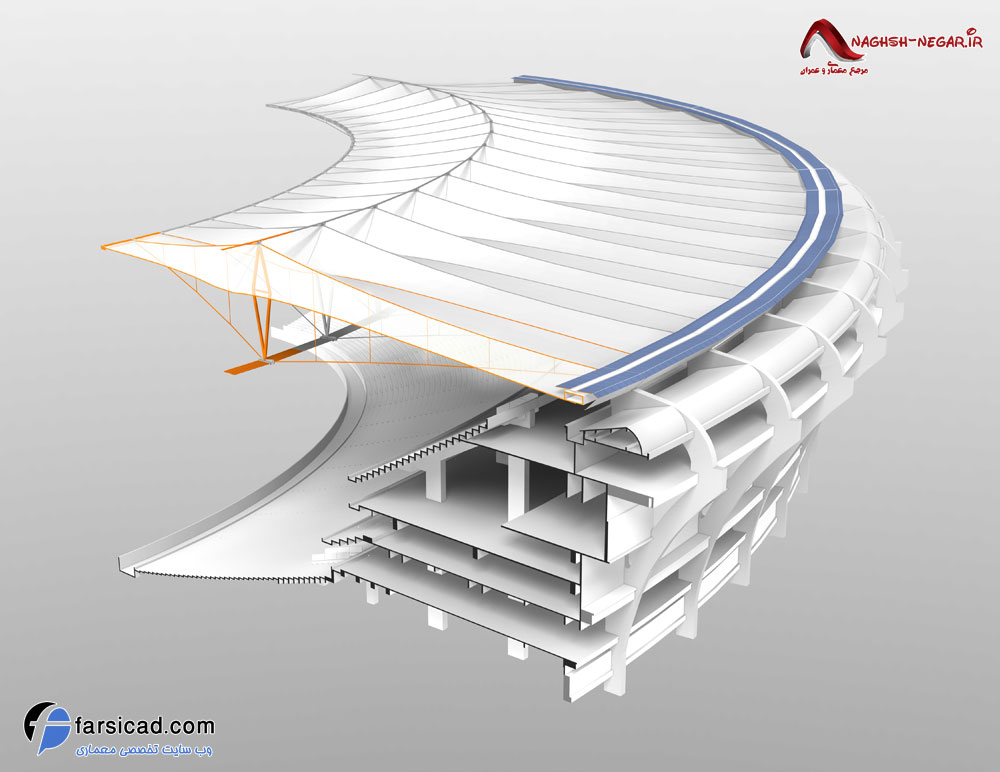 NAGHSH-NEGAR.iR
مرجع معماری و عمران
farsicad.com
وب سایت تخصصی معماری